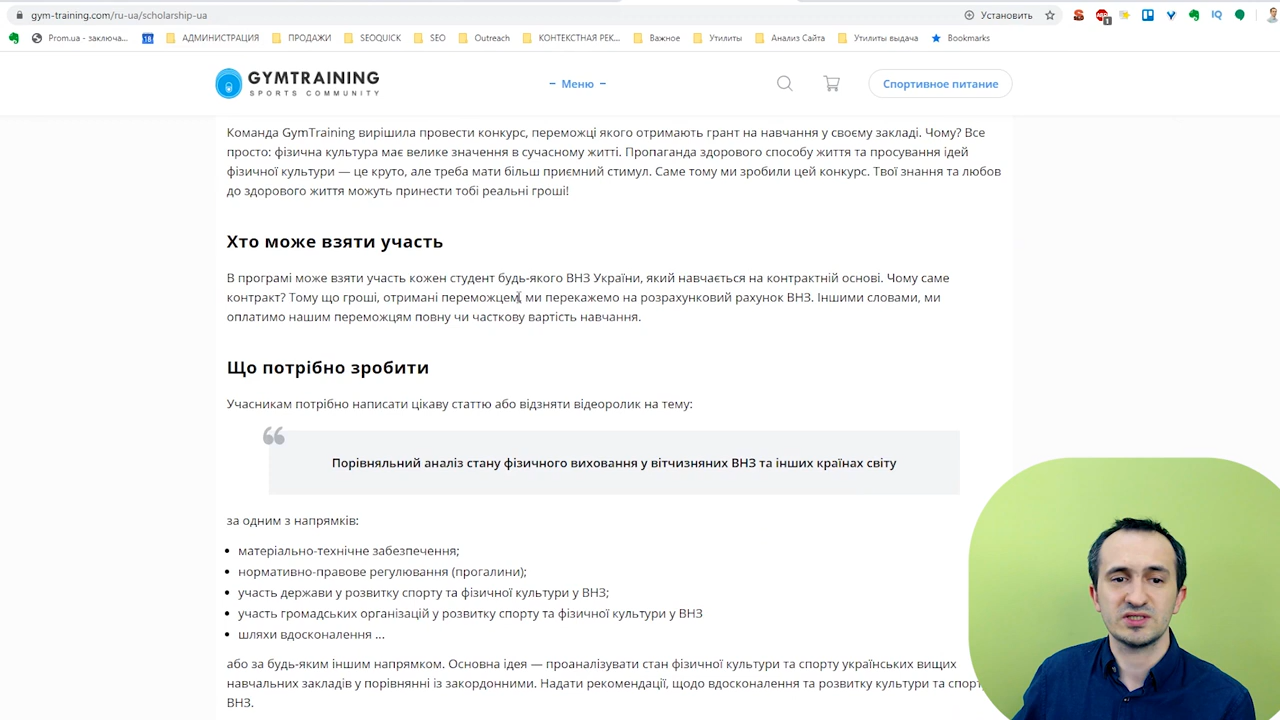 gym-training.com/ru-ua/scholarship-ua
Установить
Prom.ua - заключа...
АДМИНИСТРАЦИЯ
ПРОДАЖИ
SEOQUICK
SEO
Outreach
КОНТЕКСТНАЯ РЕК...
Важное
Утилиты
Анализ Сайта
Утилиты выдача
Bookmarks
GYMTRAINING
SPORTS COMMUNITY
– Меню –
Спортивное питание
Команда GymTraining вирішила провести конкурс, переможці якого отримають грант на навчання у своєму закладі. Чому? Все
просто: фізична культура має велике значення в сучасному житті. Пропаганда здорового способу життя та просування ідей
фізичної культури — це круто, але треба мати більш приємний стимул. Саме тому ми зробили цей конкурс. Твої знання та любов
до здорового життя можуть принести тобі реальні гроші!
Хто може взяти участь
В програмі може взяти участь кожен студент будь-якого ВНЗ України, який навчається на контрактній основі. Чому саме
контракт? Тому що гроші, отримані переможцем, ми перекажемо на розрахунковий рахунок ВНЗ. Іншими словами, ми
оплатимо нашим переможцям повну чи часткову вартість навчання.
Що потрібно зробити
Учасникам потрібно написати цікаву статтю або відзняти відеоролик на тему:
Порівняльний аналіз стану фізичного виховання у вітчизняних ВНЗ та інших країнах світу
за одним з напрямків:
матеріально-технічне забезпечення;
нормативно-правове регулювання (прогалини);
участь держави у розвитку спорту та фізичної культури у ВНЗ;
участь громадських організацій у розвитку спорту та фізичної культури у ВНЗ
шляхи вдосконалення ...
або за будь-яким іншим напрямком. Основна ідея — проаналізувати стан фізичної культури та спорту українських вищих
навчальних закладів у порівнянні із закордонними. Надати рекомендації, щодо вдосконалення та розвитку культури та спорт
ВНЗ.